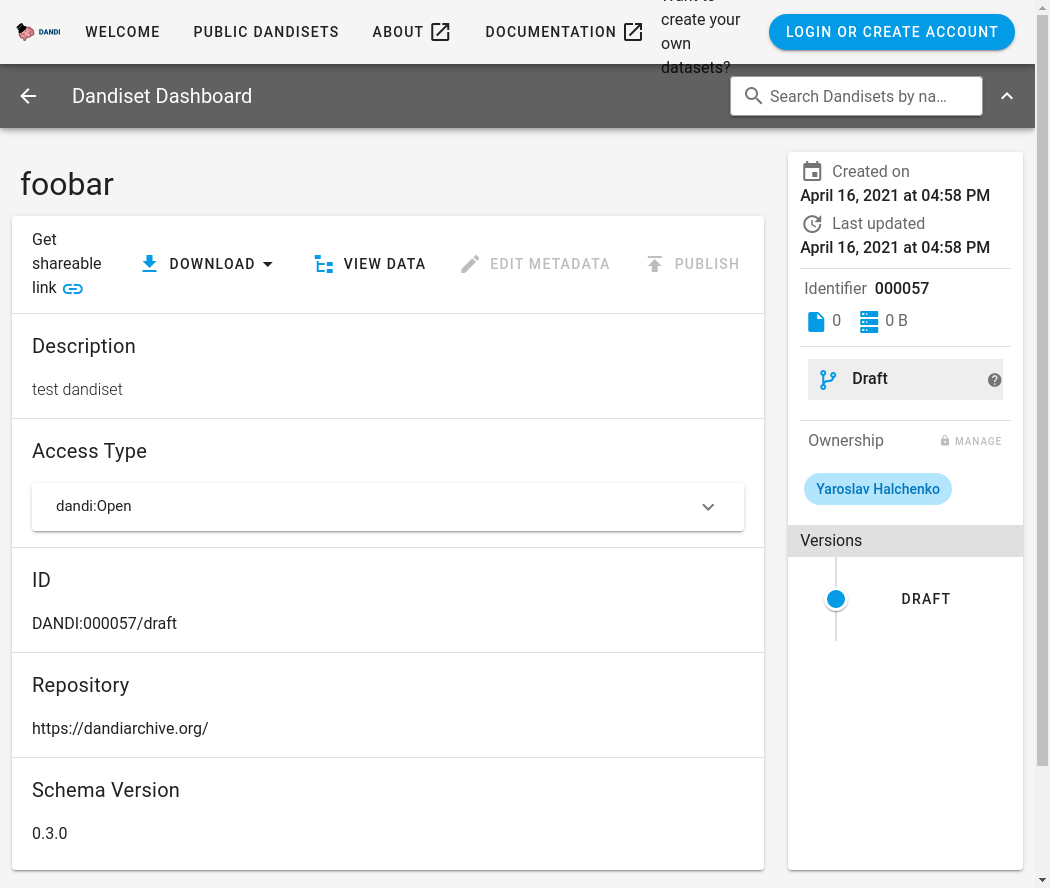 DANDI
WELCOME
PUBLIC DANDISETS
ABOUT
DOCUMENTATION
create your
own
datasets?
LOGIN OR CREATE ACCOUNT
Dandiset Dashboard
Search Dandisets by na...
foobar
Get
shareable
link
DOWNLOAD
VIEW DATA
EDIT METADATA
PUBLISH
Description
test dandiset
Access Type
dandi:Open
ID
DANDI:000057/draft
Repository
https://dandiarchive.org/
Schema Version
0.3.0
Created on
April 16, 2021 at 04:58 PM
Last updated
April 16, 2021 at 04:58 PM
Identifier 000057
0 0 B
Draft
Ownership
MANAGE
Yaroslav Halchenko
Versions
DRAFT